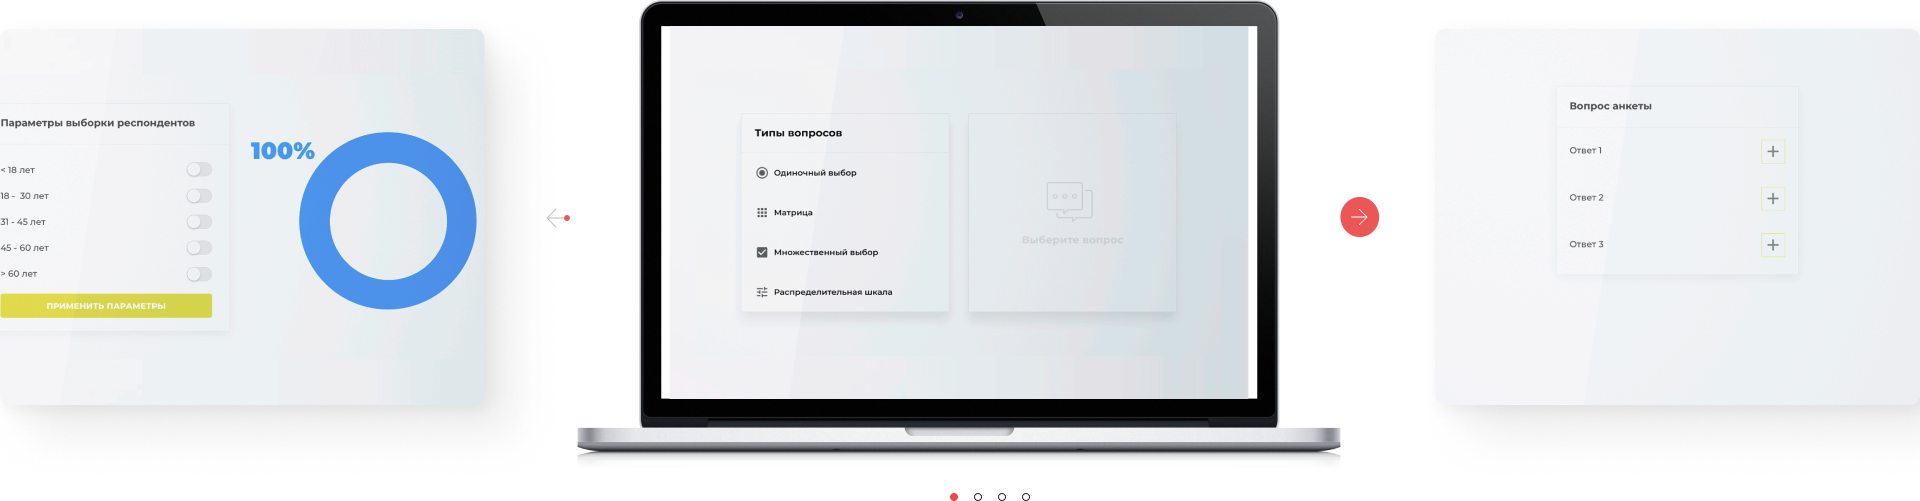 Параметры выборки респондентов
100%
< 18 лет
18 - 30 лет
31 - 45 лет
45 - 60 лет
> 60 лет
ПРИМЕНИТЬ ПАРАМЕТРЫ
Типы вопросов
Одиночный выбор
Матрица
Множественный выбор
Распределительная шкала
Выберите вопрос
Вопрос анкеты
Ответ 1
Ответ 2
Ответ 3